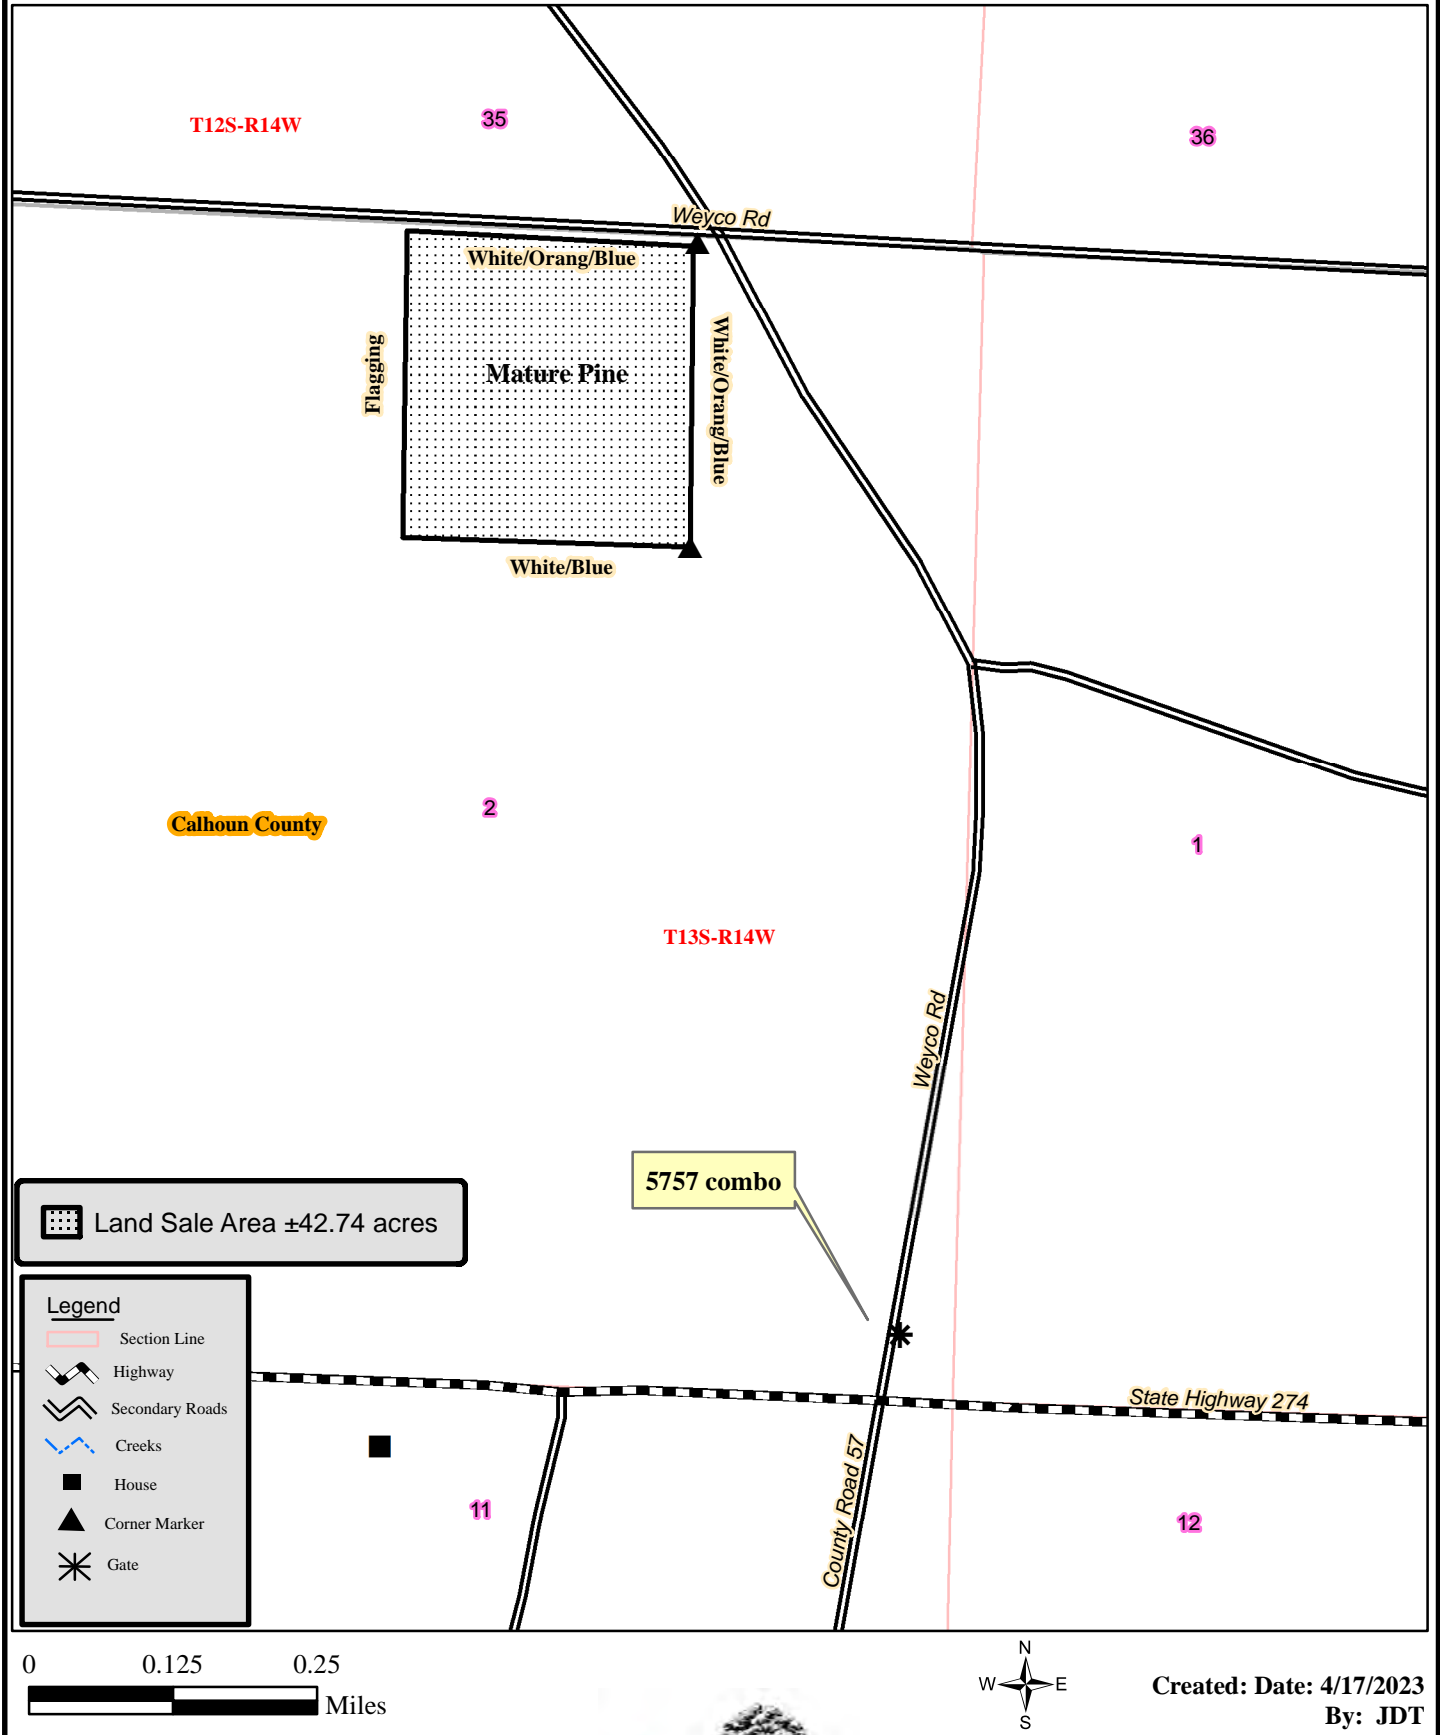 T12S-R14W
35
36
Weyco Rd
White/Orang/Blue
Flagging
Mature Pine
White/Orang/Blue
White/Blue
2
Calhoun County
1
T13S-R14W
Weyco Rd
5757 combo
Land Sale Area ±42.74 acres
Legend
Section Line
Highway
Secondary Roads
Creeks
House
Corner Marker
Gate
State Highway 274
County Road 57
11
12
0 0.125 0.25
Miles
N
W E
S
Created: Date: 4/17/2023
By: JDT